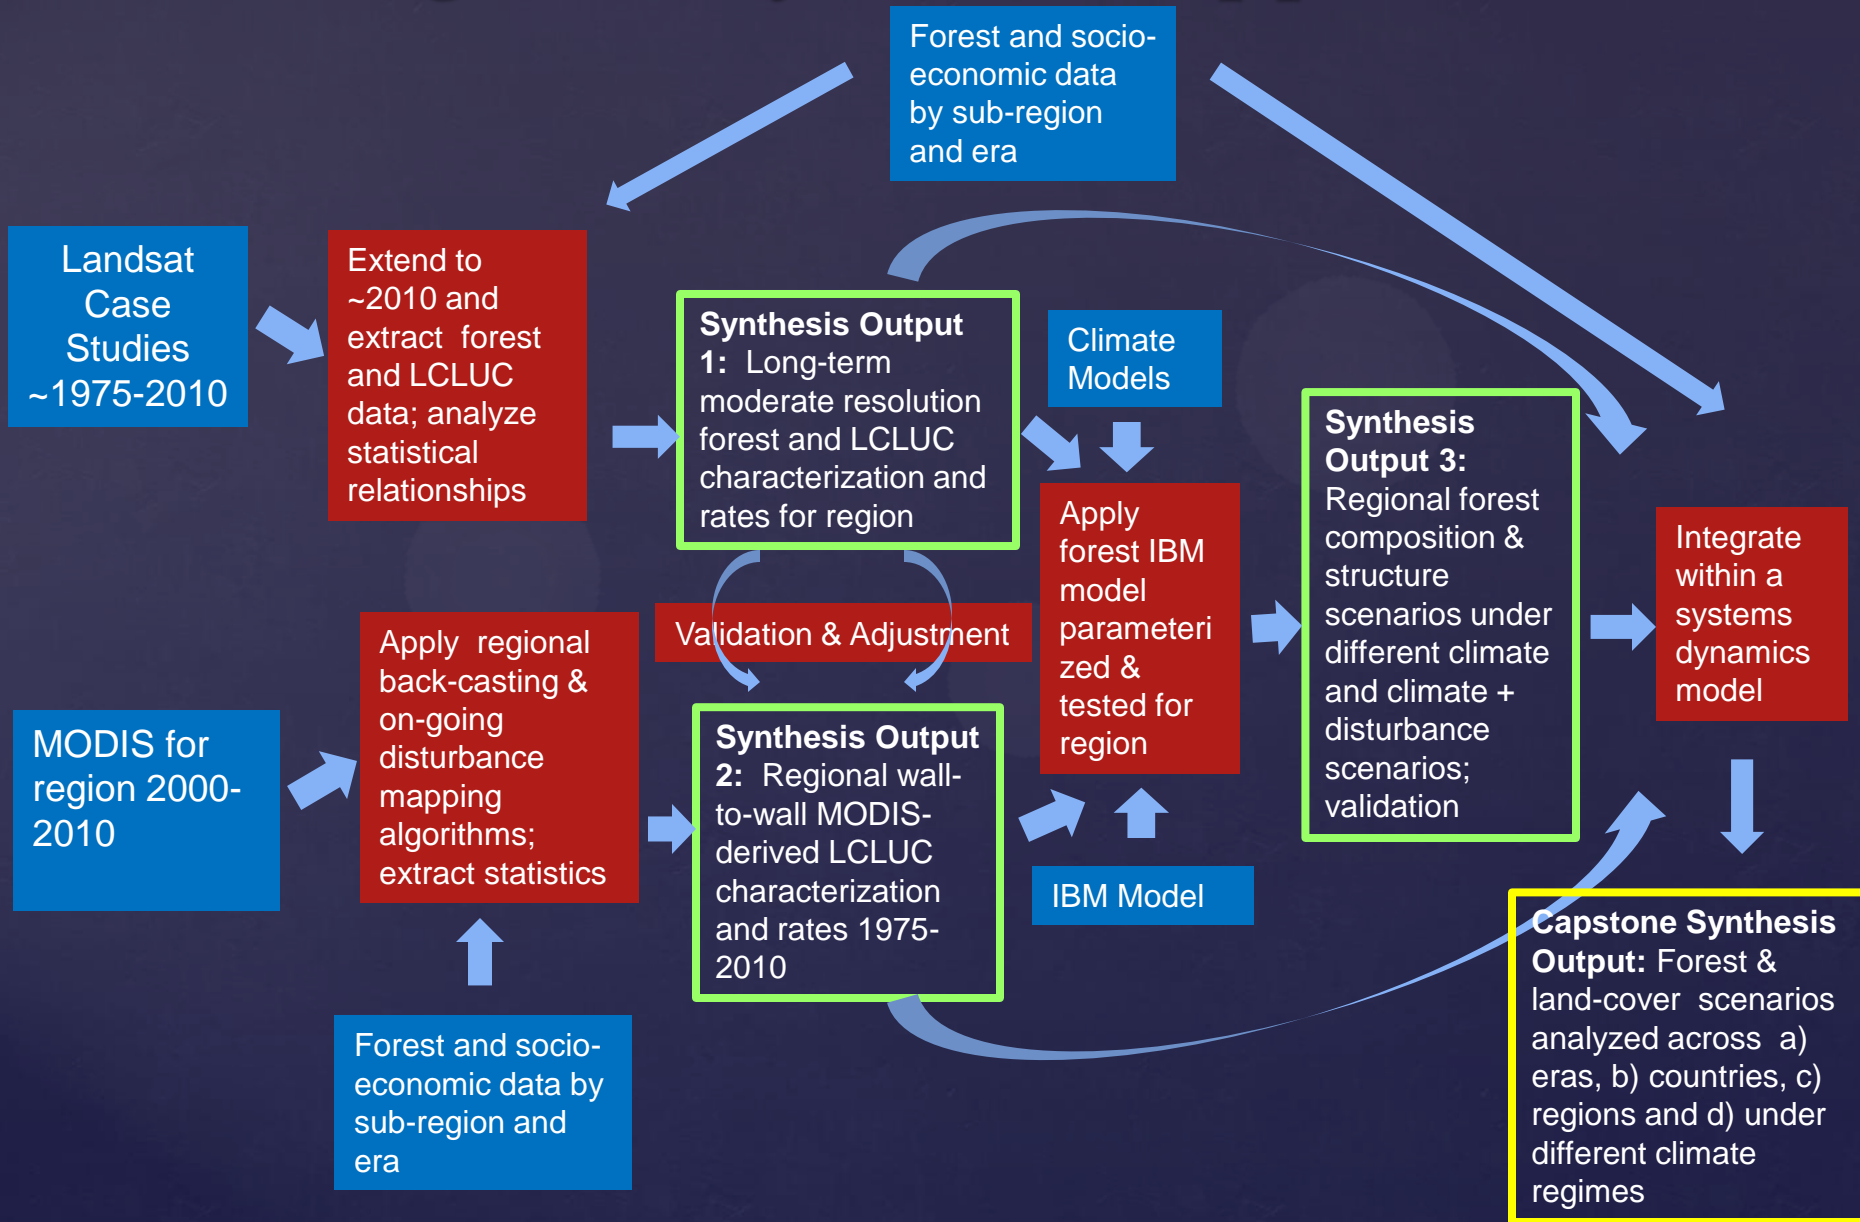 Forest and socio-
economic data
by sub-region
and era
Landsat
Case
Studies
~1975-2010
Extend to
~2010 and
extract forest
and LCLUC
data; analyze
statistical
relationships
Synthesis Output
1: Long-term
moderate resolution
forest and LCLUC
characterization and
rates for region
Climate
Models
Synthesis
Output 3:
Regional forest
composition &
structure
scenarios under
different climate
and climate +
disturbance
scenarios;
validation
Apply
forest IBM
model
parameteri
zed &
tested for
region
Integrate
within a
systems
dynamics
model
Validation & Adjustment
MODIS for
region 2000-
2010
Apply regional
back-casting &
on-going
disturbance
mapping
algorithms;
extract statistics
Synthesis Output
2: Regional wall-
to-wall MODIS-
derived LCLUC
characterization
and rates 1975-
2010
IBM Model
Forest and socio-
economic data by
sub-region and
era
Capstone Synthesis
Output: Forest &
land-cover scenarios
analyzed across a)
eras, b) countries, c)
regions and d) under
different climate
regimes